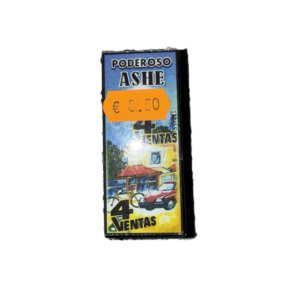 PODEROSO
ASHE
€ 0.50
4
VENTAS
4
VENTAS